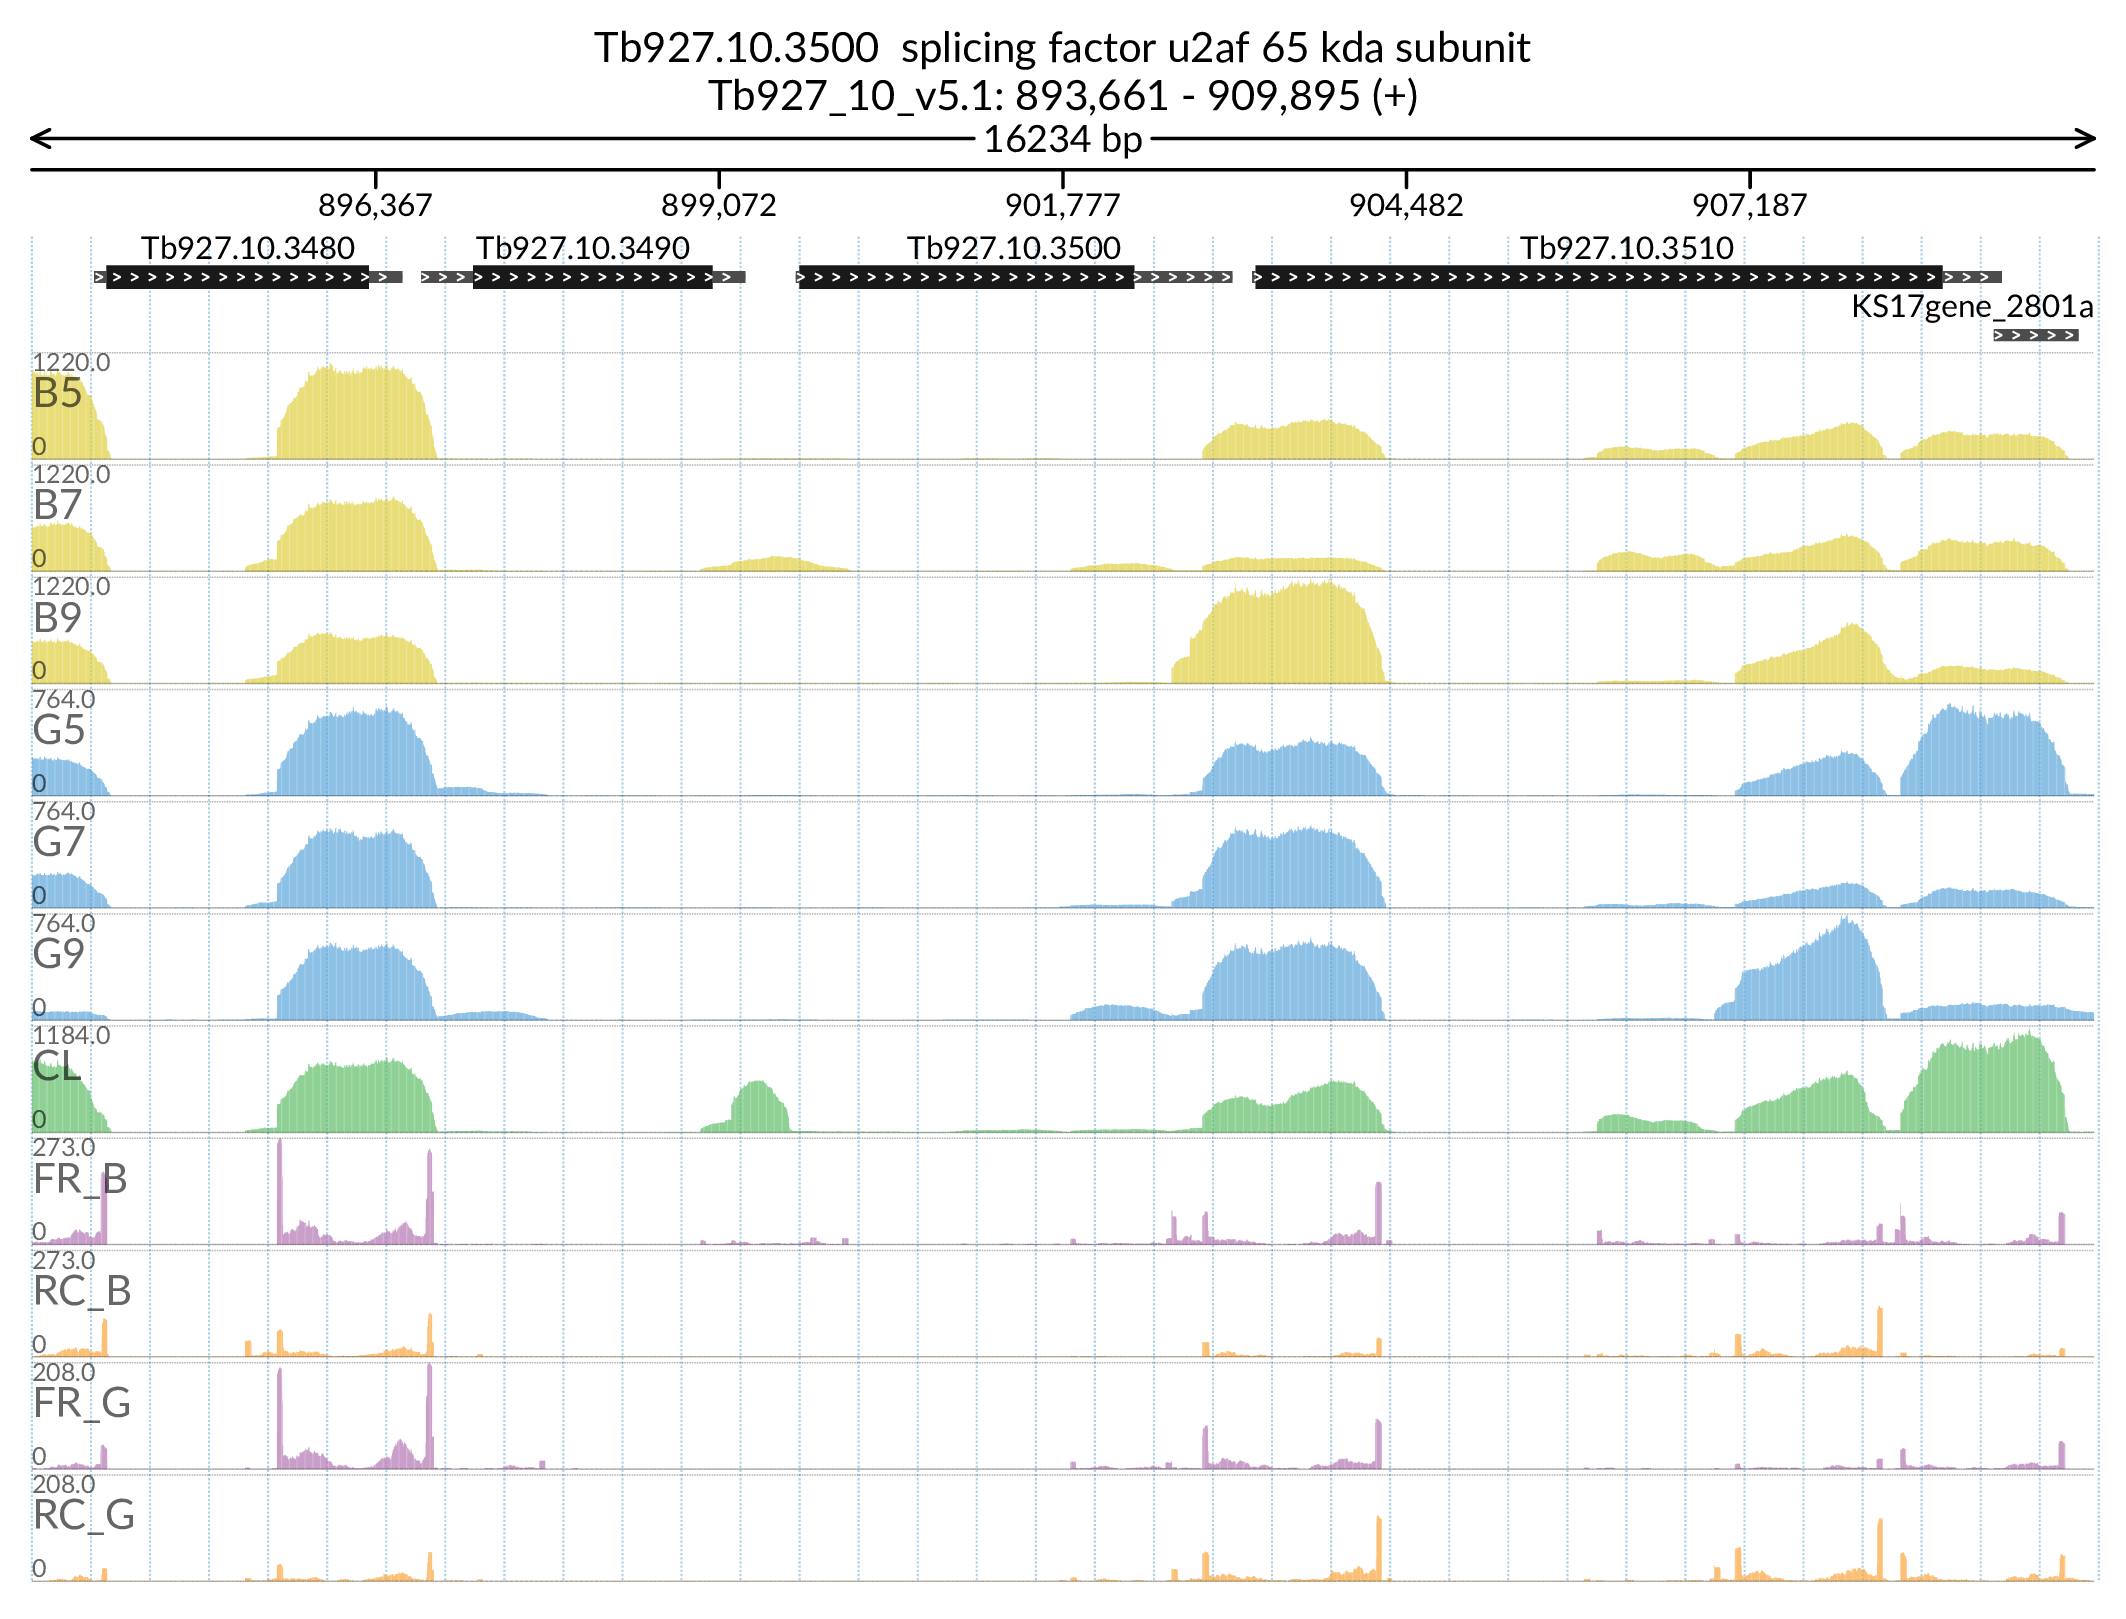 Tb927.10.3500  splicing factor u2af 65 kda subunit
Tb927_10_v5.1: 893,661 - 909,895 (+)
16234 bp
896,367 899,072 901,777 904,482 907,187
Tb927.10.3480 Tb927.10.3490 Tb927.10.3500 Tb927.10.3510
KS17gene_2801a
1220.0
B5
0
1220.0
B7
0
1220.0
B9
0
764.0
G5
0
764.0
G7
0
764.0
G9
0
1184.0
CL
0
273.0
FR_B
0
273.0
RC_B
0
208.0
FR_G
0
208.0
RC_G
0